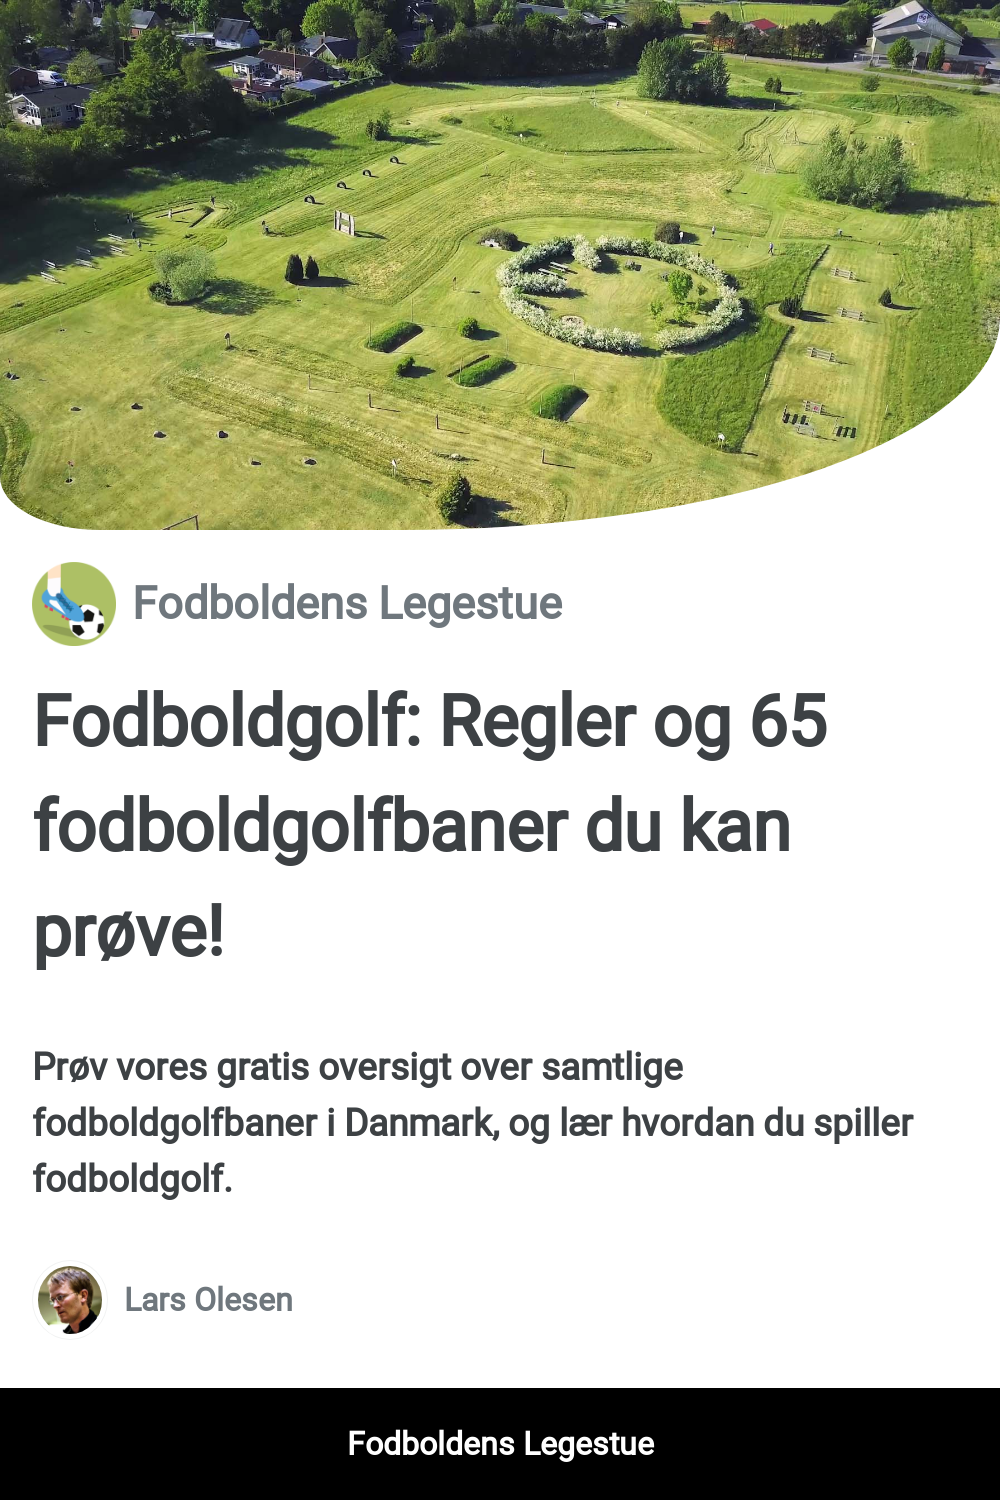 Fodboldens Legestue
Fodboldgolf: Regler og 65
fodboldgolfbaner du kan
prøve!
Prøv vores gratis oversigt over samtlige
fodboldgolfbaner i Danmark, og lær hvordan du spiller
fodboldgolf.
Lars Olesen
Fodboldens Legestue